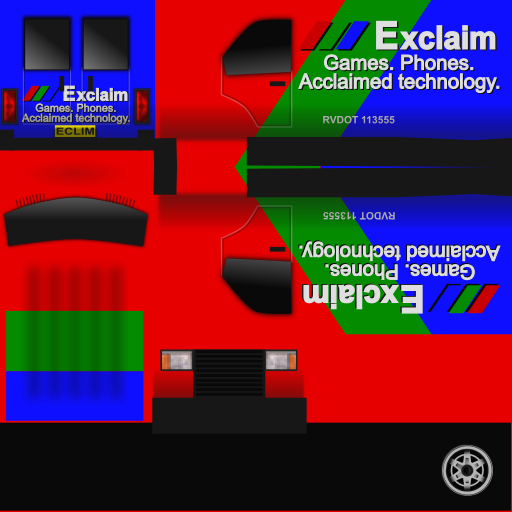 Exclaim
Games. Phones.
Acclaimed technology.
ECLIM
Exclaim
Games. Phones.
Acclaimed technology.
RVDOT 113555
RVDOT 113555
Acclaimed technology.
Games. Phones.
Exclaim